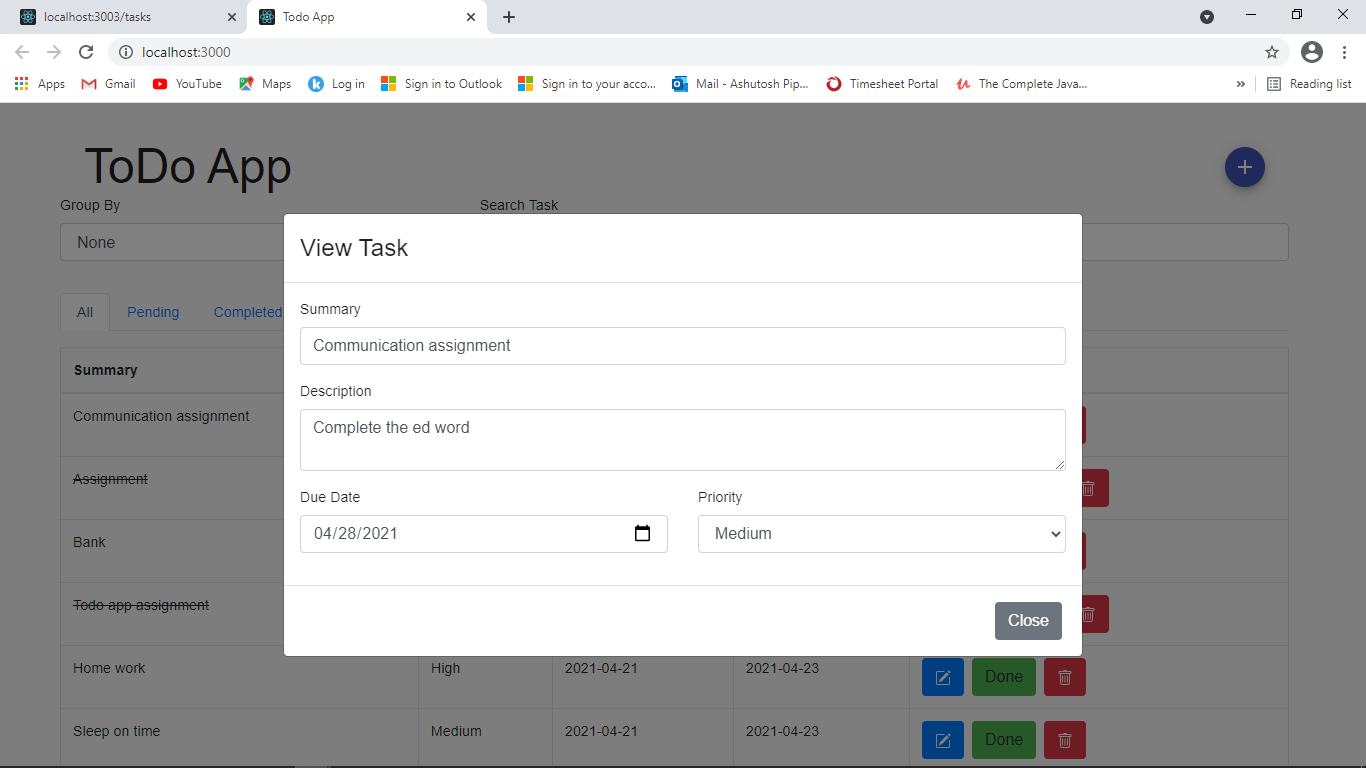 localhost:3003/tasks
Todo App
localhost:3000
Apps
Gmail
YouTube
Maps
Log in
Sign in to Outlook
Sign in to your acco...
Mail - Ashutosh Pip...
Timesheet Portal
The Complete Java...
»
Reading list
ToDo App
+
Group By
Search Task
None
All
Pending
Completed
Summary
Communication assignment
Assignment
Bank
Todo app assignment
View Task
Summary
Communication assignment
Description
Complete the ed word
Due Date
Priority
04/28/2021
Medium
Close
Home work High 2021-04-21 2021-04-23 Done
Sleep on time Medium 2021-04-21 2021-04-23 Done